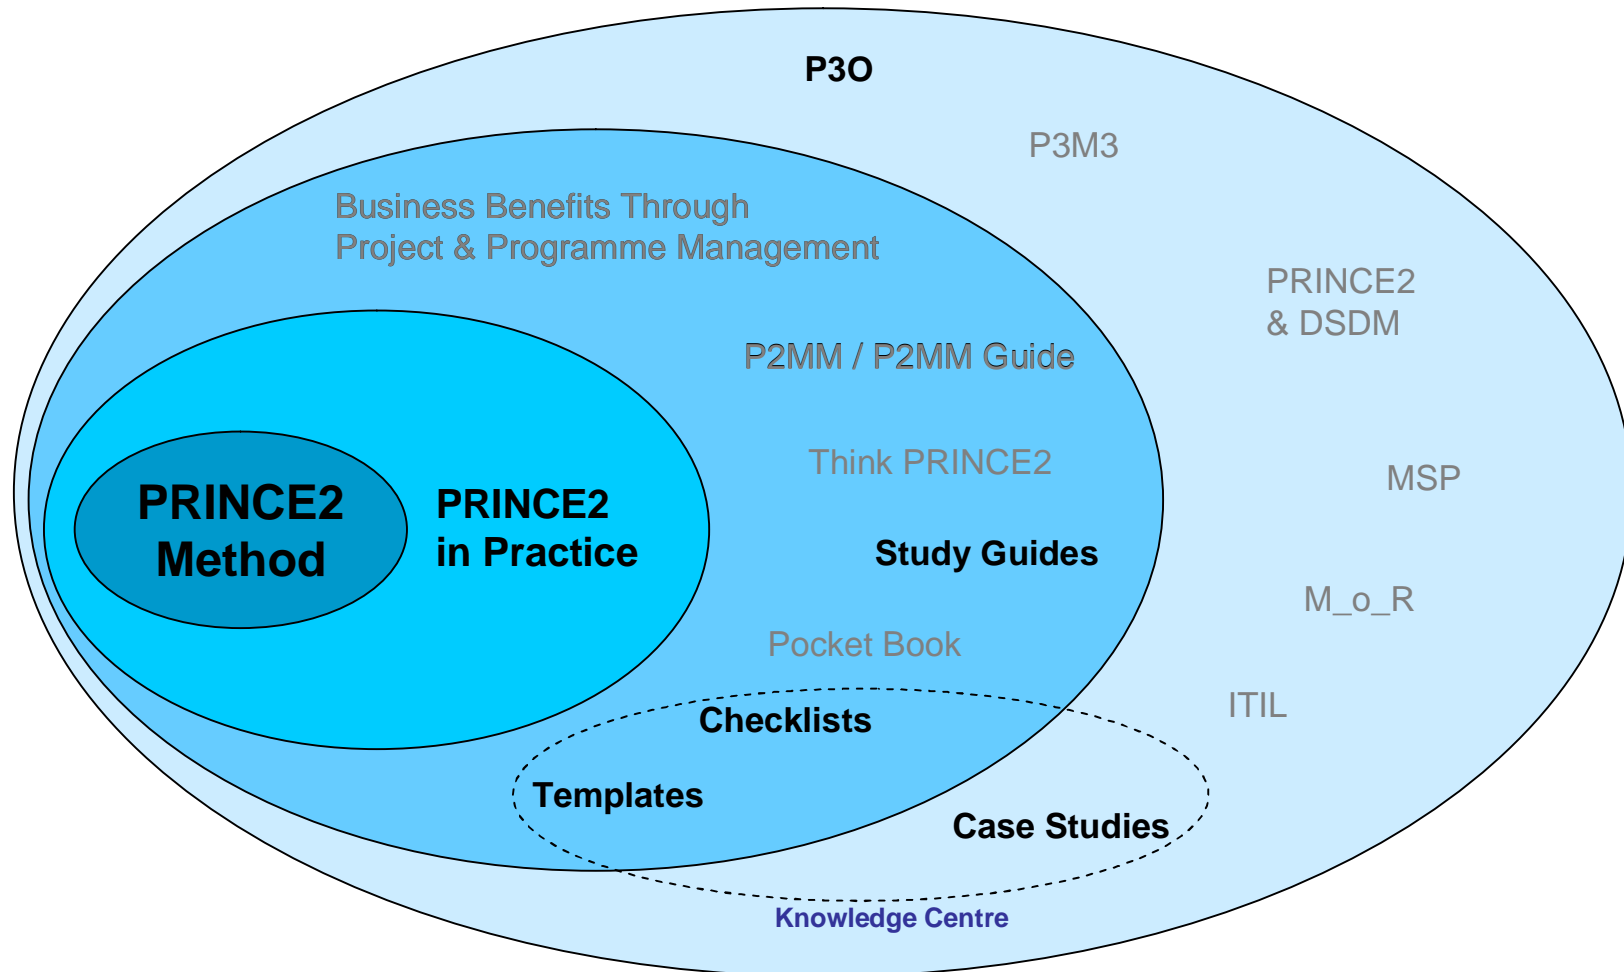 P3O
P3M3
Business Benefits Through
Project & Programme Management
PRINCE2
& DSDM
P2MM / P2MM Guide
Think PRINCE2
MSP
PRINCE2
Method
PRINCE2
in Practice
Study Guides
M_o_R
Pocket Book
ITIL
Checklists
Templates
Case Studies
Knowledge Centre